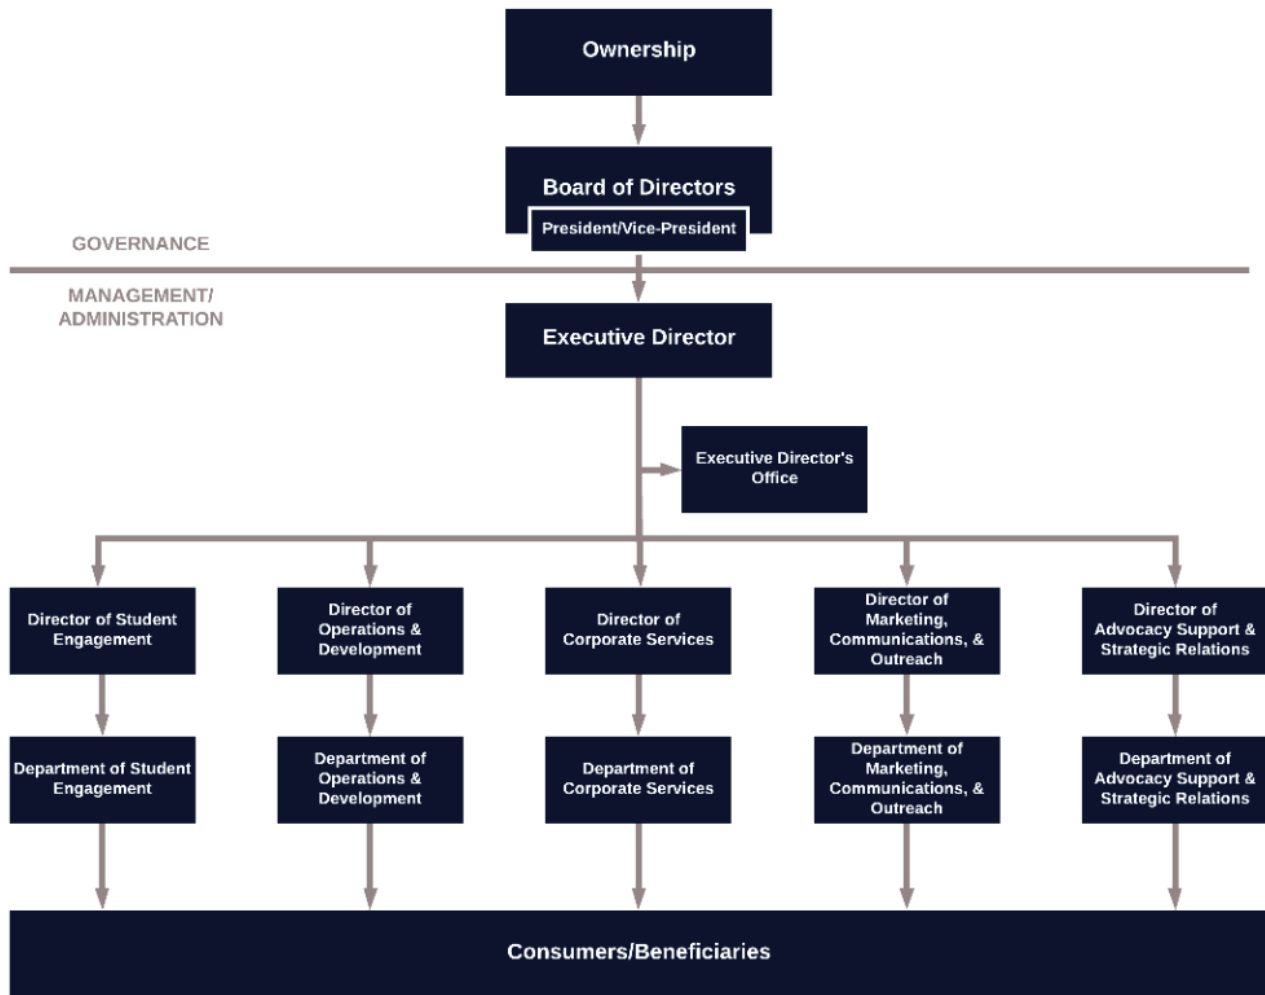 Ownership
Board of Directors
President/Vice-President
GOVERNANCE
MANAGEMENT/
ADMINISTRATION
Executive Director
Executive Director's
Office
Director of Student
Engagement
Director of
Operations &
Development
Director of
Corporate Services
Director of
Marketing,
Communications, &
Outreach
Director of
Advocacy Support &
Strategic Relations
Department of Student
Engagement
Department of
Operations &
Development
Department of
Corporate Services
Department of
Marketing,
Communications, &
Outreach
Department of
Advocacy Support &
Strategic Relations
Consumers/Beneficiaries